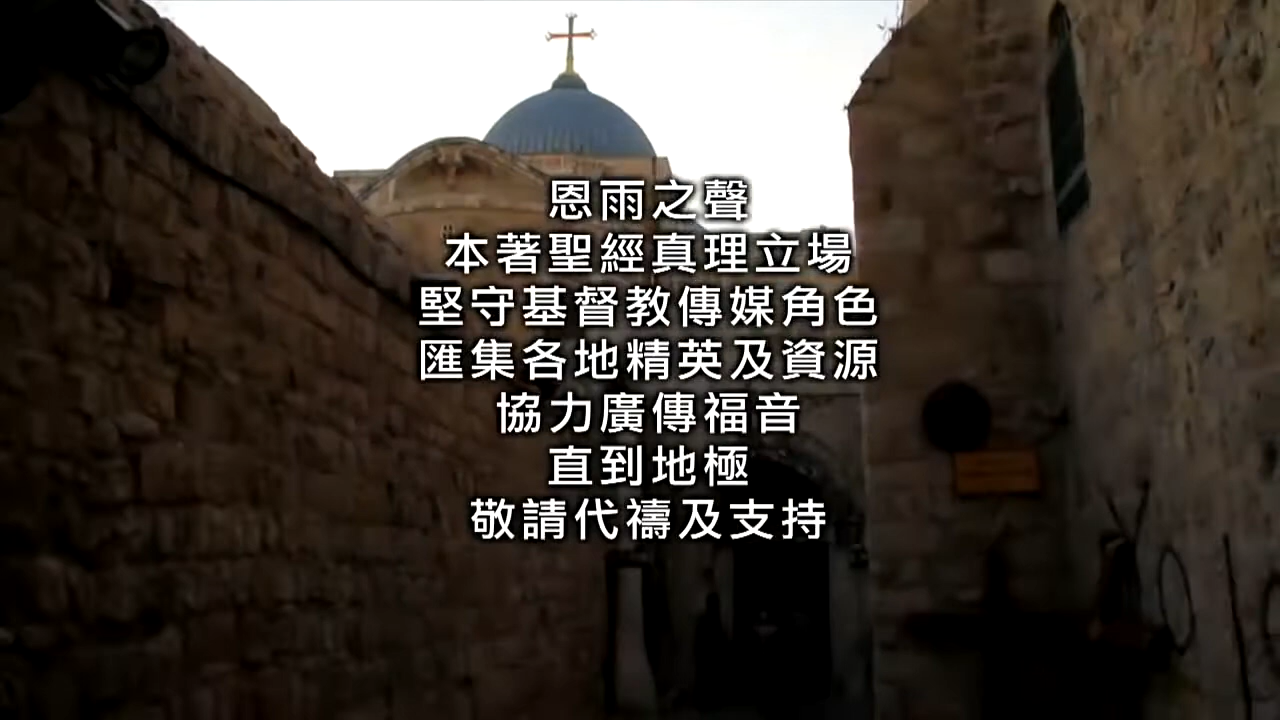 恩雨之聲
本著聖經真理立場
堅守基督教傳媒角色
匯集各地精英及資源
協力廣傳福音
直到地極
敬請代禱及支持